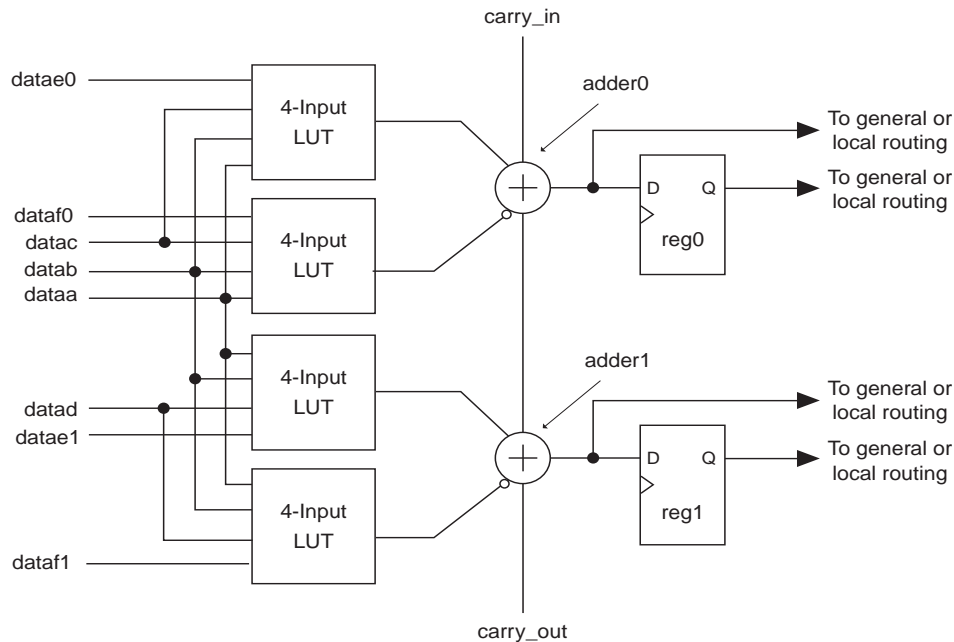 carry_in
datae0
4-Input
LUT
adder0
To general or
local routing
To general or
local routing
D Q
reg0
dataf0
datac
datab
dataa
4-Input
LUT
4-Input
LUT
adder1
To general or
local routing
To general or
local routing
D Q
reg1
datad
datae1
4-Input
LUT
dataf1
carry_out